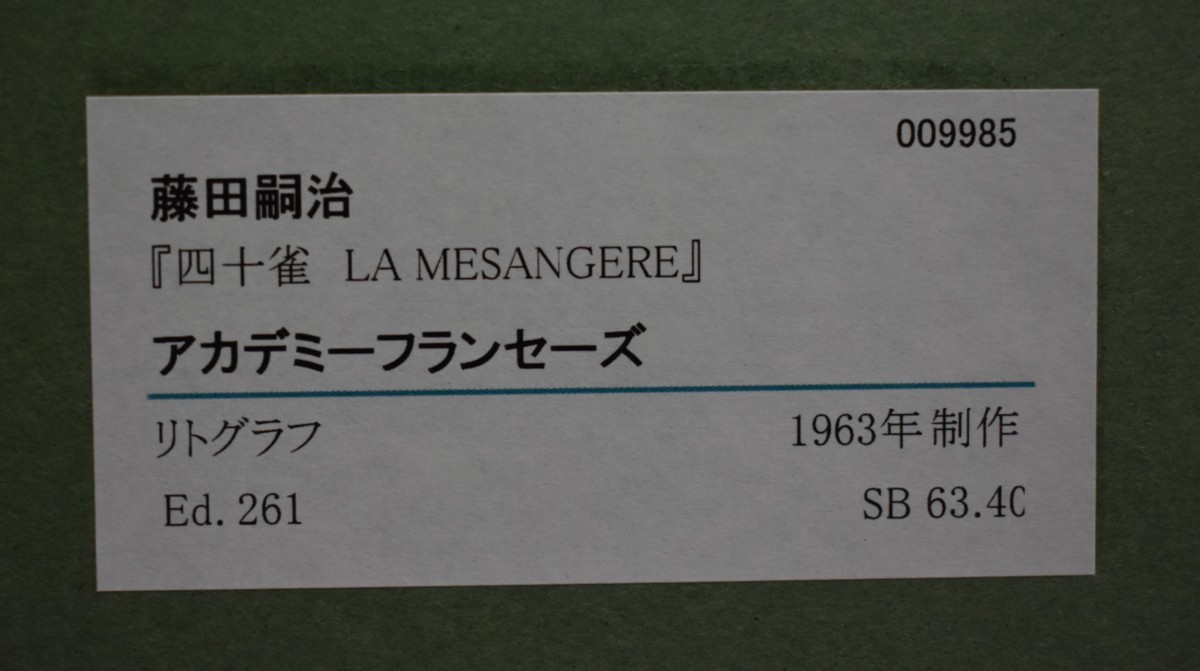 009985
藤田嗣治
『四十雀 LA MESANGERE』
アカデミーフランセーズ
リトグラフ 1963年 制作
Ed. 261 SB 63.40